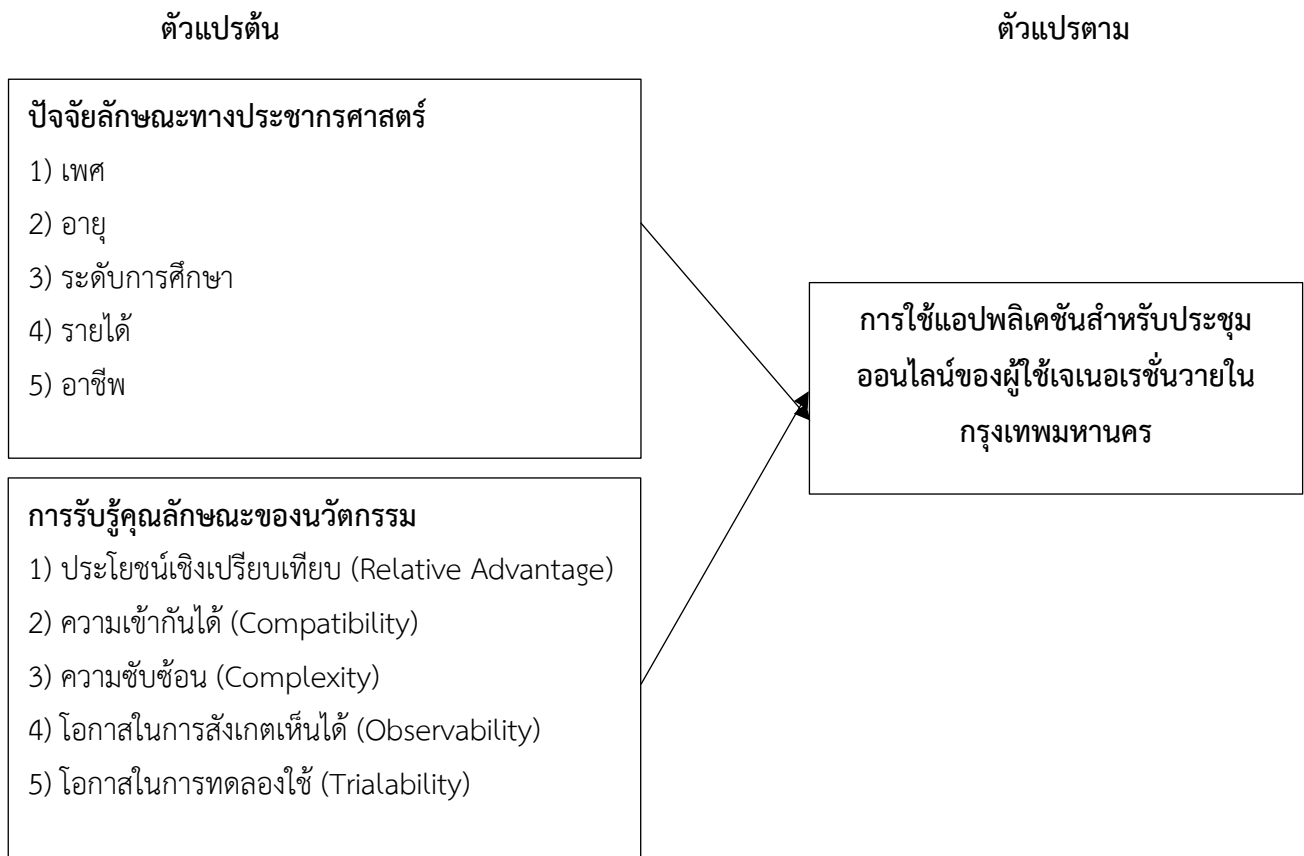 ตัวแปรต้น
ตัวแปรตาม
ปัจจัยลักษณะทางประชากรศาสตร์
1) เพศ
2) อายุ
3) ระดับการศึกษา
4) รายได้
5) อาชีพ
การรับรู้คุณลักษณะของนวัตกรรม
1) ประโยชน์เชิงเปรียบเทียบ (Relative Advantage)
2) ความเข้ากันได้ (Compatibility)
3) ความซับซ้อน (Complexity)
4) โอกาสในการสังเกตเห็นได้ (Observability)
5) โอกาสในการทดลองใช้ (Trialability)
การใช้แอปพลิเคชันสำหรับประชุม
ออนไลน์ของผู้ใช้เจเนอเรชั่นวายใน
กรุงเทพมหานคร